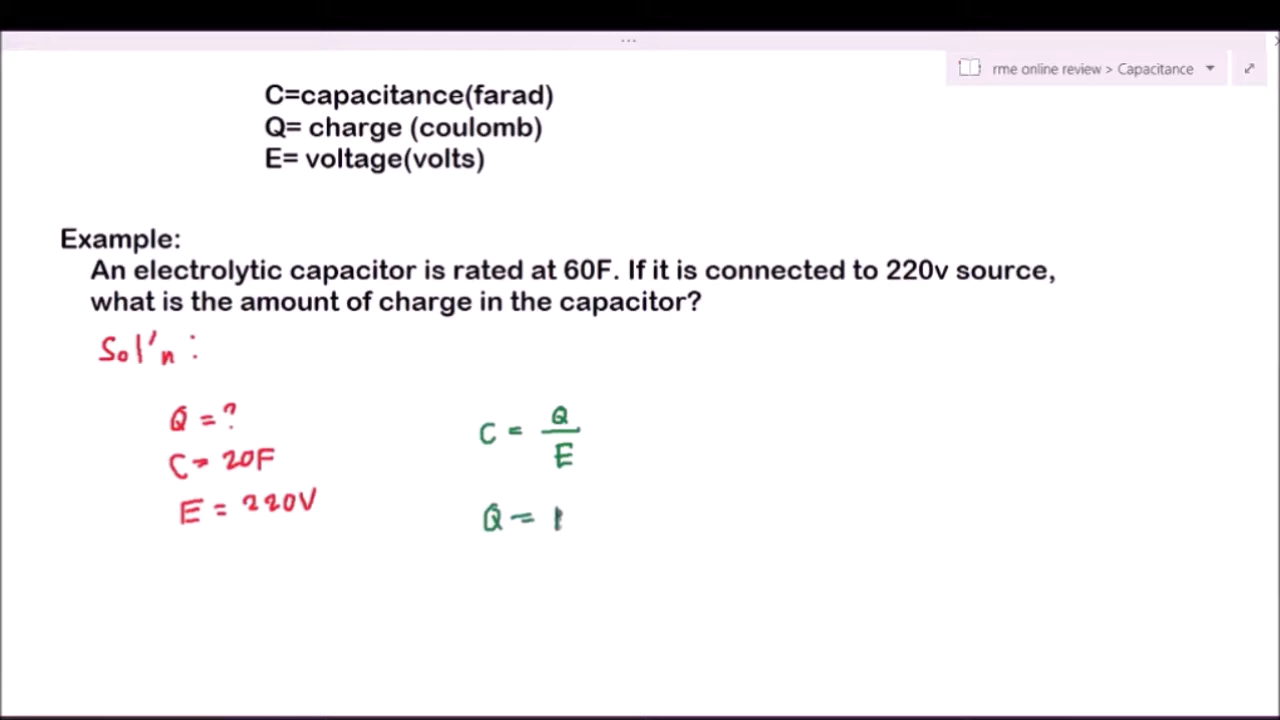 ...
rme online review > Capacitance
C=capacitance(farad)
Q= charge (coulomb)
E= voltage(volts)
Example:
An electrolytic capacitor is rated at 60F. If it is connected to 220v source,
what is the amount of charge in the capacitor?
Sol'n :
Q = ?
C = 20F
E = 220V
C = Q
E
Q =